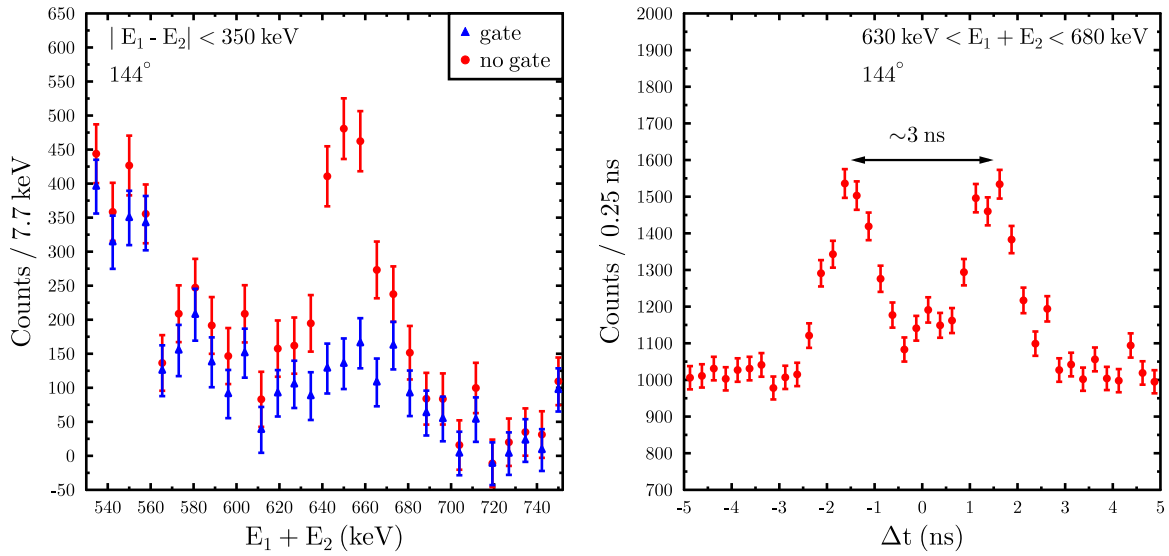 | E₁ - E₂| < 350 keV
144°
gate
no gate
650
600
550
500
450
400
350
300
250
200
150
100
50
0
-50
Counts / 7.7 keV
540 560 580 600 620 640 660 680 700 720 740
E₁ + E₂ (keV)
630 keV < E₁ + E₂ < 680 keV
144°
~3 ns
2000
1900
1800
1700
1600
1500
1400
1300
1200
1100
1000
900
800
700
Counts / 0.25 ns
-5 -4 -3 -2 -1 0 1 2 3 4 5
Δt (ns)